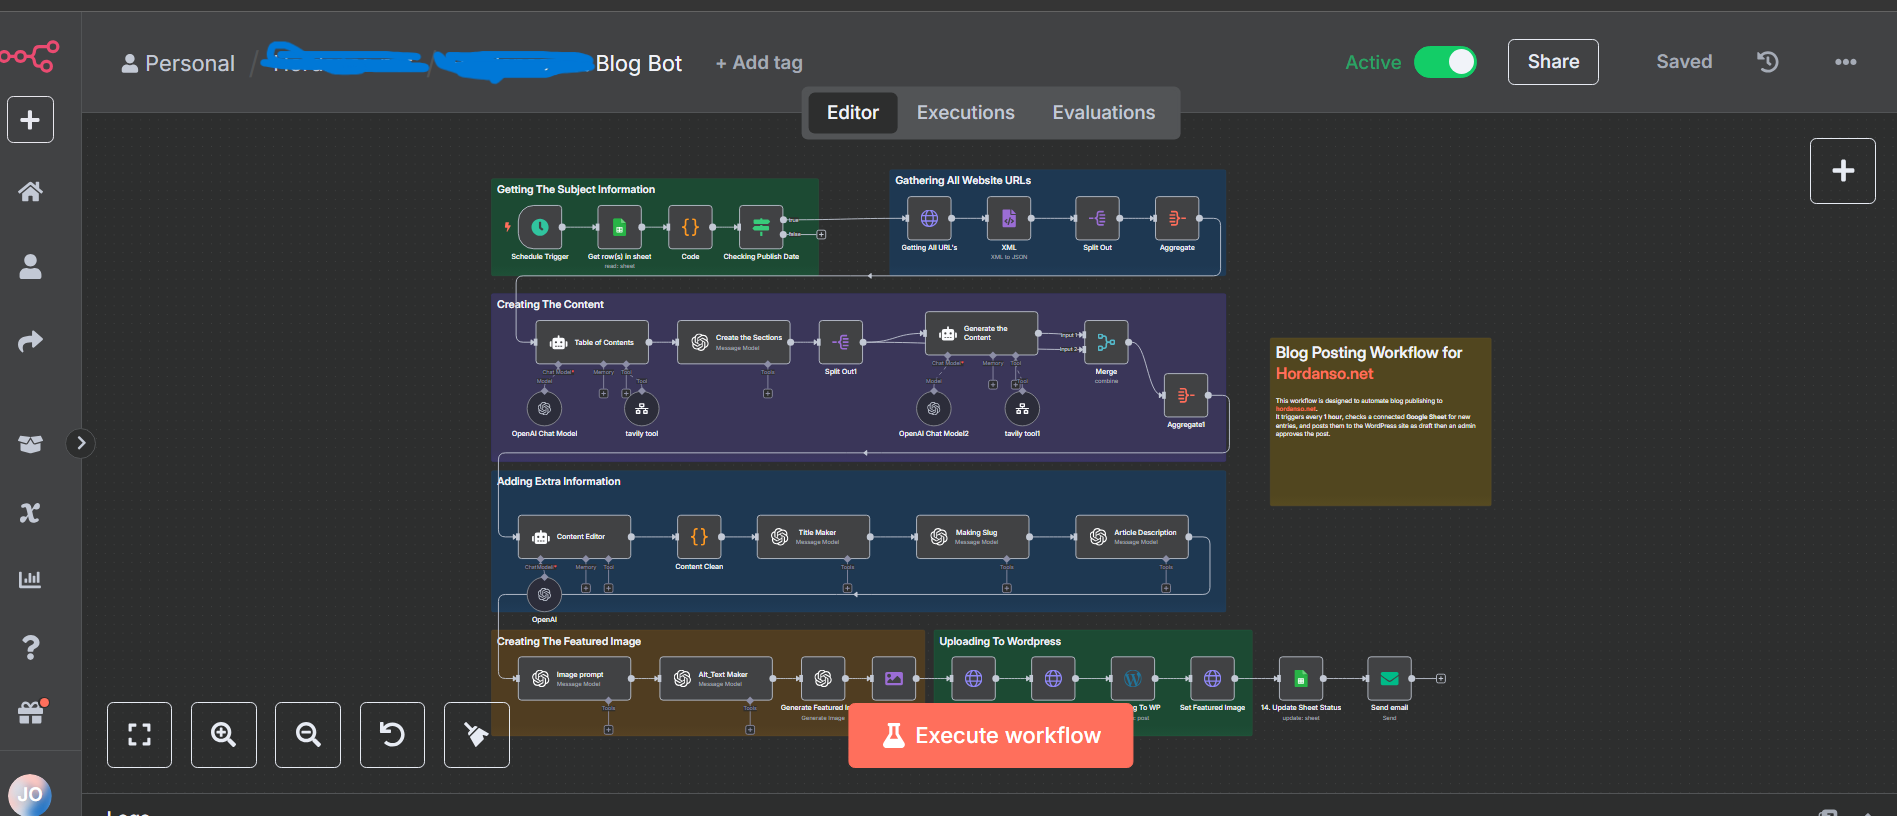 Personal / / Blog Bot + Add tag
Active Share Saved
Editor Executions Evaluations
Getting The Subject Information
true
false
Schedule Trigger
Get row(s) in sheet
read: sheet
Code
Checking Publish Date
Gathering All Website URLs
Getting All URL's
XML
XML to JSON
Split Out
Aggregate
Creating The Content
Table of Contents
Chat Model*
Memory
Tool
Model
Tool
OpenAI Chat Model
tavily tool
Create the Sections
Message Model
Tools
Split Out1
Generate the
Content
Chat Model*
Memory
Tool
Model
Tool
OpenAI Chat Model2
tavily tool1
Input 1
Input 2
Merge
combine
Aggregate1
Blog Posting Workflow for
Hordanso.net
This workflow is designed to automate blog publishing to
hordanso.net.
It triggers every 1 hour, checks a connected Google Sheet for new
entries, and posts them to the WordPress site as draft then an admin
approves the post.
Adding Extra Information
Content Editor
Chat Model*
Memory
Tool
OpenAI
Content Clean
Title Maker
Message Model
Tools
Making Slug
Message Model
Tools
Article Description
Message Model
Tools
Creating The Featured Image
Image prompt
Message Model
Tools
Alt_Text Maker
Message Model
Tools
Generate Featured
Generate image
Uploading To Wordpress
To WP
post
Set Featured Image
14. Update Sheet Status
update: sheet
Send email
Send
Execute workflow
JO